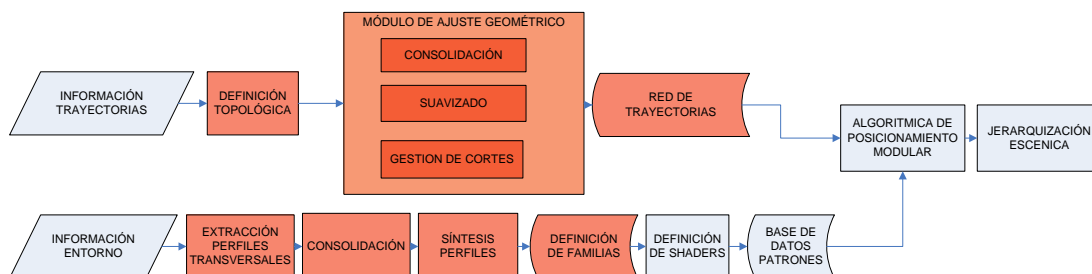 MÓDULO DE AJUSTE GEOMÉTRICO
CONSOLIDACIÓN
SUAVIZADO
GESTION DE CORTES
INFORMACIÓN
TRAYECTORIAS
DEFINICIÓN
TOPOLÓGICA
RED DE
TRAYECTORIAS
ALGORITMICA DE
POSICIONAMIENTO
MODULAR
JERARQUIZACIÓN
ESCENICA
INFORMACIÓN
ENTORNO
EXTRACCIÓN
PERFILES
TRANSVERSALES
CONSOLIDACIÓN
SÍNTESIS
PERFILES
DEFINICIÓN
DE FAMILIAS
DEFINICIÓN
DE SHADERS
BASE DE
DATOS
PATRONES